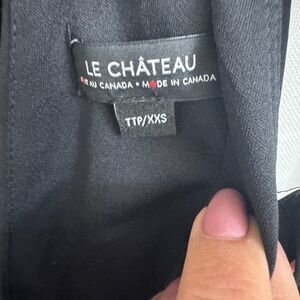 LE CHÂTEAU
AU CANADA • MADE IN CANADA
TTP/XXS